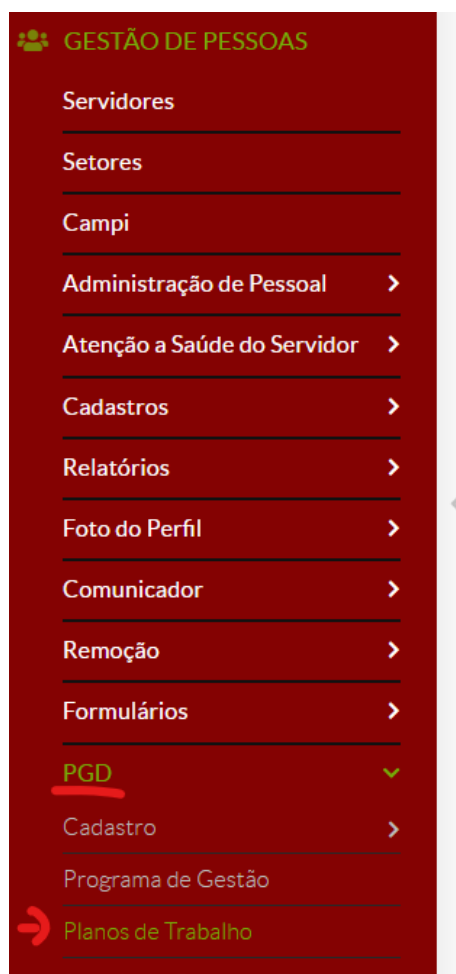 GESTÃO DE PESSOAS
Servidores
Setores
Campi
Administração de Pessoal
Atenção a Saúde do Servidor
Cadastros
Relatórios
Foto do Perfil
Comunicador
Remoção
Formulários
PGD
Cadastro
Programa de Gestão
Planos de Trabalho